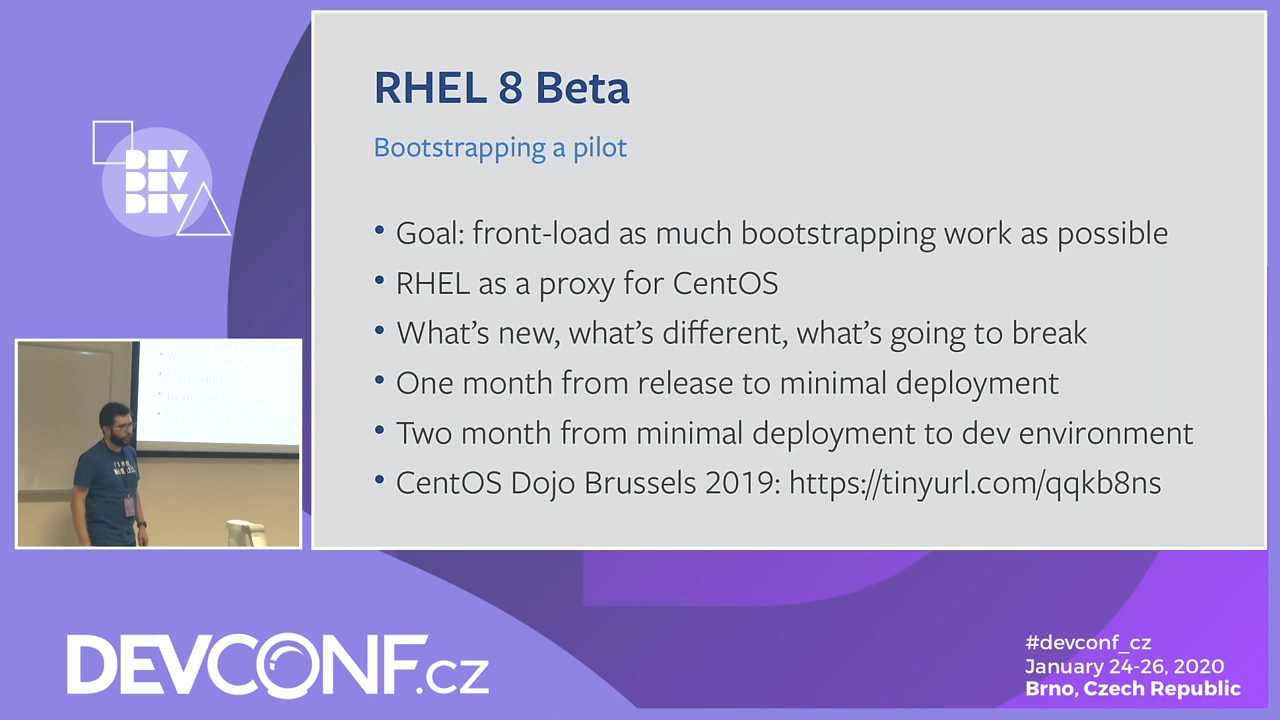 RHEL 8 Beta
Bootstrapping a pilot
• Goal: front-load as much bootstrapping work as possible
• RHEL as a proxy for CentOS
• What’s new, what’s different, what’s going to break
• One month from release to minimal deployment
• Two month from minimal deployment to dev environment
• CentOS Dojo Brussels 2019: https://tinyurl.com/qqkb8ns
DEV
DEV
DEV
DEVCONF.cz
#devconf_cz
January 24-26, 2020
Brno, Czech Republic